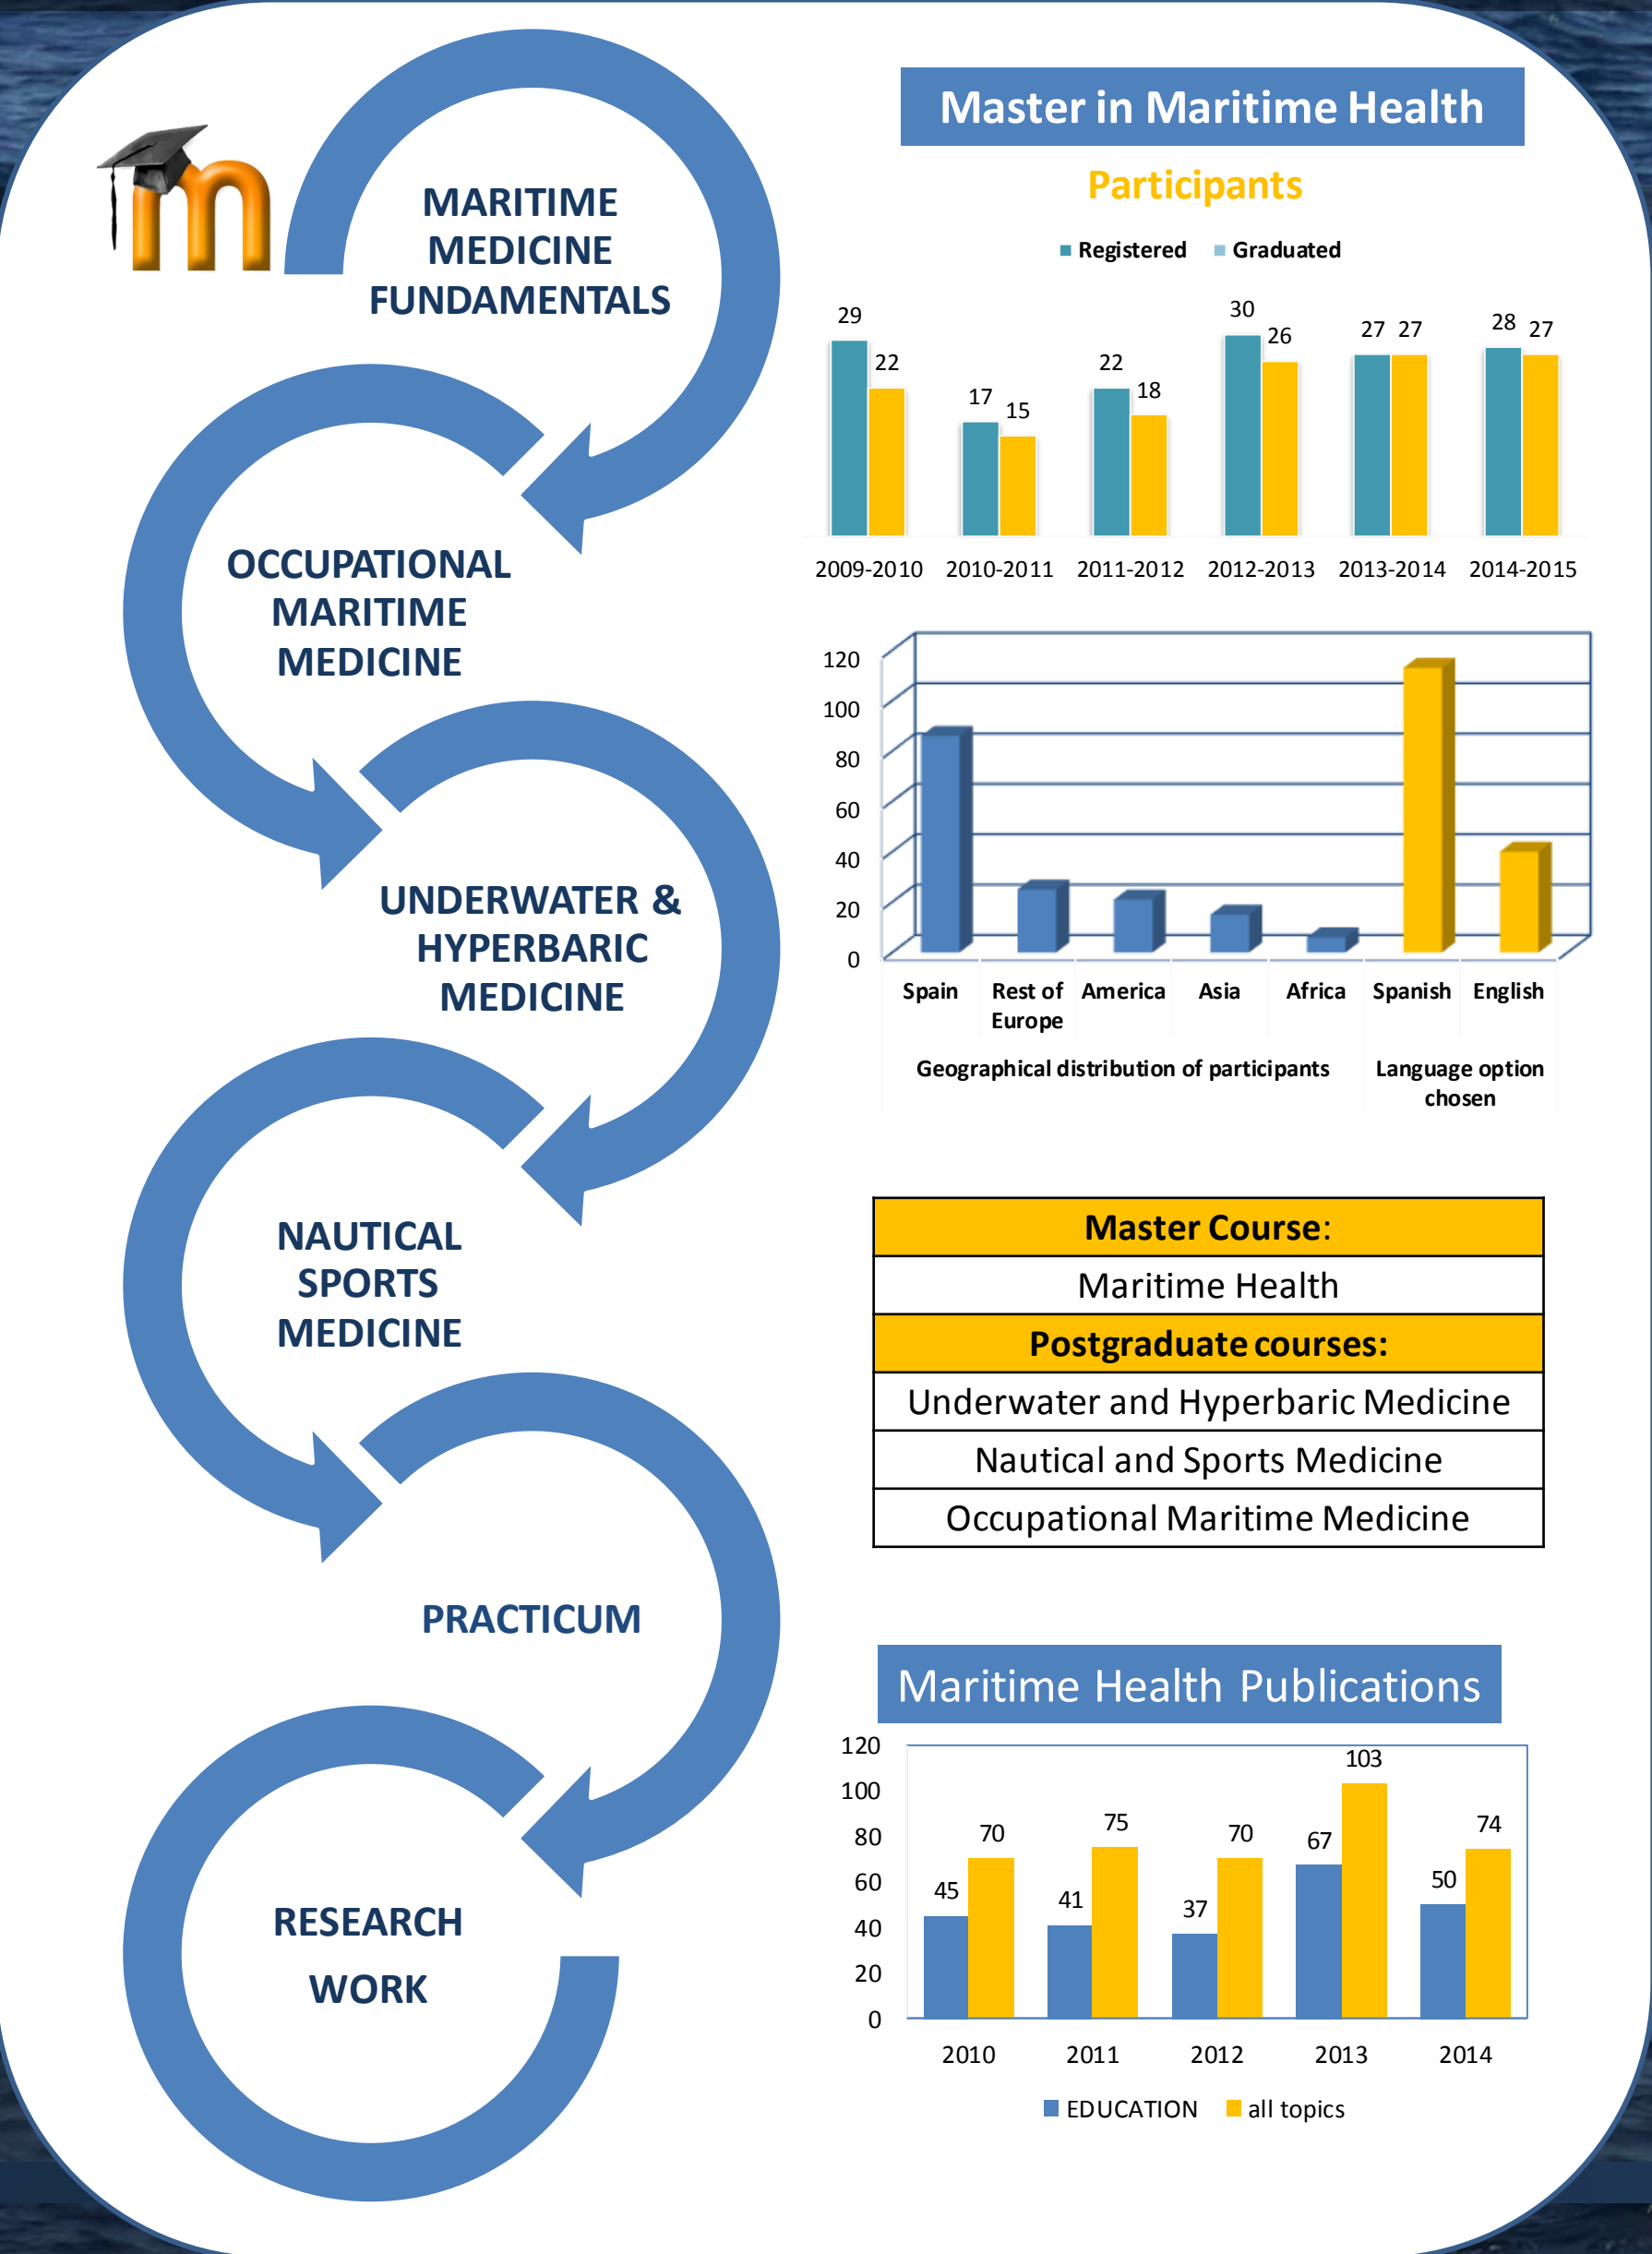 m
MARITIME
MEDICINE
FUNDAMENTALS
OCCUPATIONAL
MARITIME
MEDICINE
UNDERWATER &
HYPERBARIC
MEDICINE
NAUTICAL
SPORTS
MEDICINE
PRACTICUM
RESEARCH
WORK
Master in Maritime Health
Participants
Registered Graduated
29 22 17 15 22 18 30 26 27 27 28 27
2009-2010 2010-2011 2011-2012 2012-2013 2013-2014 2014-2015
120
100
80
60
40
20
0
Spain Rest of America Asia Africa Spanish English
Europe
Geographical distribution of participants Language option
chosen
Master Course:
Maritime Health
Postgraduate courses:
Underwater and Hyperbaric Medicine
Nautical and Sports Medicine
Occupational Maritime Medicine
Maritime Health Publications
120
100
80
60
40
20
0
45 70 41 75 37 70 67 103 50 74
2010 2011 2012 2013 2014
EDUCATION all topics